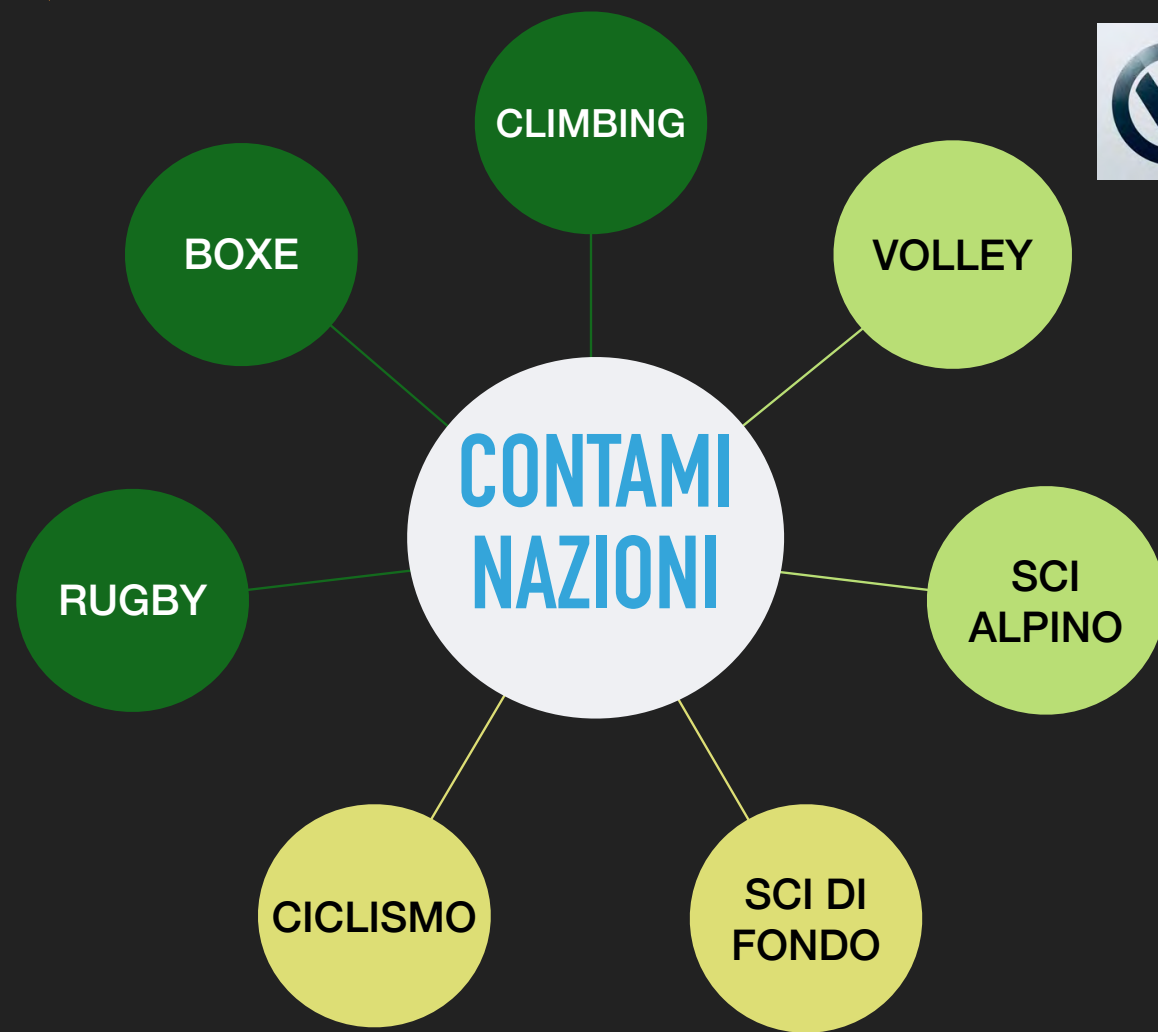 CLIMBING
BOXE
VOLLEY
CONTAMI
NAZIONI
RUGBY
SCI
ALPINO
CICLISMO
SCI DI
FONDO